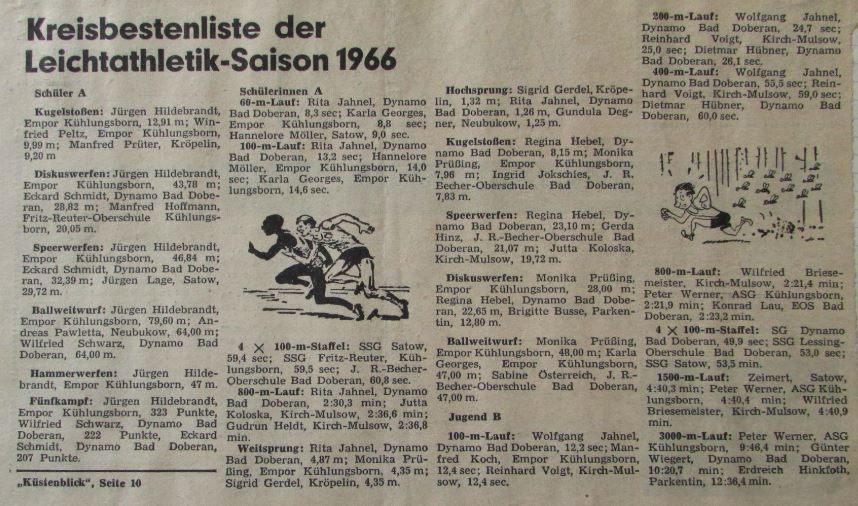 Kreisbestenliste der
Leichtathletik-Saison 1966
Schüler A
Kugelstoßen: Jürgen Hildebrandt,
Empor Kühlungsborn, 12,91 m; Win-
fried Peltz, Empor Kühlungsborn,
9,99 m; Manfred Prüter, Kröpelin,
9,20 m
Diskuswerfen: Jürgen Hildebrandt,
Empor Kühlungsborn, 43,78 m;
Eckard Schmidt, Dynamo Bad Dobe-
ran, 28,82 m; Manfred Hoffmann,
Fritz-Reuter-Oberschule Kühlungs-
born, 20,05 m.
Speerwerfen: Jürgen Hildebrandt,
Empor Kühlungsborn, 46,84 m;
Eckard Schmidt, Dynamo Bad Dobe-
ran, 32,39 m; Jürgen Lage, Satow,
29,72 m.
Ballweitwurf: Jürgen Hildebrandt,
Empor Kühlungsborn, 79,60 m; An-
dreas Pawletta, Neubukow, 64,00 m;
Wilfried Schwarz, Dynamo Bad
Doberan, 64,00 m.
Hammerwerfen: Jürgen Hilde-
brandt, Empor Kühlungsborn, 47 m.
Fünfkampf: Jürgen Hildebrandt,
Empor Kühlungsborn, 323 Punkte,
Wilfried Schwarz, Dynamo Bad
Doberan, 222 Punkte, Eckard
Schmidt, Dynamo Bad Doberan,
207 Punkte.
„Küstenblick", Seite 10
Schülerinnen A
60-m-Lauf: Rita Jahnel, Dynamo
Bad Doberan, 8,3 sec; Karla Georges,
Empor Kühlungsborn, 8,8 sec;
Hannelore Möller, Satow, 9,0 sec.
100-m-Lauf: Rita Jahnel, Dynamo
Bad Doberan, 13,2 sec; Hannelore
Möller, Empor Kühlungsborn, 14,0
sec; Karla Georges, Empor Küh-
lungsborn, 14,6 sec.
4 × 100-m-Staffel: SSG Satow,
59,4 sec; SSG Fritz-Reuter, Küh-
lungsborn, 59,5 sec; J. R.-Becher-
Oberschule Bad Doberan, 60,8 sec.
800-m-Lauf: Rita Jahnel, Dynamo
Bad Doberan, 2:30,3 min; Jutta
Koloska, Kirch-Mulsow, 2:36,6 min;
Gudrun Heldt, Kirch-Mulsow, 2:36,8
min.
Weitsprung: Rita Jahnel, Dynamo
Bad Doberan, 4,87 m; Monika Prü-
ßing, Empor Kühlungsborn, 4,35 m;
Sigrid Gerdel, Kröpelin, 4,35 m.
Hochsprung: Sigrid Gerdel, Kröpe-
lin, 1,32 m; Rita Jahnel, Dynamo
Bad Doberan, 1,26 m, Gundula Deg-
ner, Neubukow, 1,25 m.
Kugelstoßen: Regina Hebel, Dy-
namo Bad Doberan, 8,15 m; Monika
Prüßing, Empor Kühlungsborn,
7,96 m; Ingrid Jokschies, J. R.
Becher-Oberschule Bad Doberan,
7,83 m.
Speerwerfen: Regina Hebel, Dy-
namo Bad Doberan, 23,10 m; Gerda
Hinz, J. R.-Becher-Oberschule Bad
Doberan, 21,07 m; Jutta Koloska,
Kirch-Mulsow, 19,72 m.
Diskuswerfen: Monika Prüßing,
Empor Kühlungsborn, 28,00 m;
Regina Hebel, Dynamo Bad Dobe-
ran, 22,65 m, Brigitte Busse, Parken-
tin, 12,80 m.
Ballweitwurf: Monika Prüßing,
Empor Kühlungsborn, 48,00 m; Karla
Georges, Empor Kühlungsborn,
47,00 m; Sabine Österreich, J. R.-
Becher-Oberschule Bad Doberan,
47,00 m.
Jugend B
100-m-Lauf: Wolfgang Jahnel,
Dynamo Bad Doberan, 12,2 sec; Man-
fred Koch, Empor Kühlungsborn,
12,4 sec; Reinhard Voigt, Kirch-Mul-
sow, 12,4 sec.
200-m-Lauf: Wolfgang Jahnel,
Dynamo Bad Doberan, 24,7 sec;
Reinhard Voigt, Kirch-Mulsow,
25,0 sec; Dietmar Hübner, Dynamo
Bad Doberan, 26,1 sec.
400-m-Lauf: Wolfgang Jahnel,
Dynamo Bad Doberan, 55,5 sec; Rein-
hard Voigt, Kirch-Mulsow, 59,0 sec;
Dietmar Hübner, Dynamo Bad
Doberan, 60,0 sec.
800-m-Lauf: Wilfried Briese-
meister, Kirch-Mulsow, 2:21,4 min;
Peter Werner, ASG Kühlungsborn,
2:21,9 min; Konrad Lau, EOS Bad
Doberan, 2:23,2 min.
4 × 100-m-Staffel: SG Dynamo
Bad Doberan, 49,9 sec; SSG Lessing-
Oberschule Bad Doberan, 53,0 sec;
SSG Satow, 53,5 min.
1500-m-Lauf: Zeimert, Satow,
4:40,3 min; Peter Werner, ASG Küh-
lungsborn, 4:40,4 min; Wilfried
Briesemeister, Kirch-Mulsow, 4:40,9
min.
3000-m-Lauf: Peter Werner, ASG
Kühlungsborn, 9:46,4 min; Günter
Wiegert, Dynamo Bad Doberan,
10:20,7 min; Erdreich Hinkfoth,
Parkentin, 12:36,4 min.